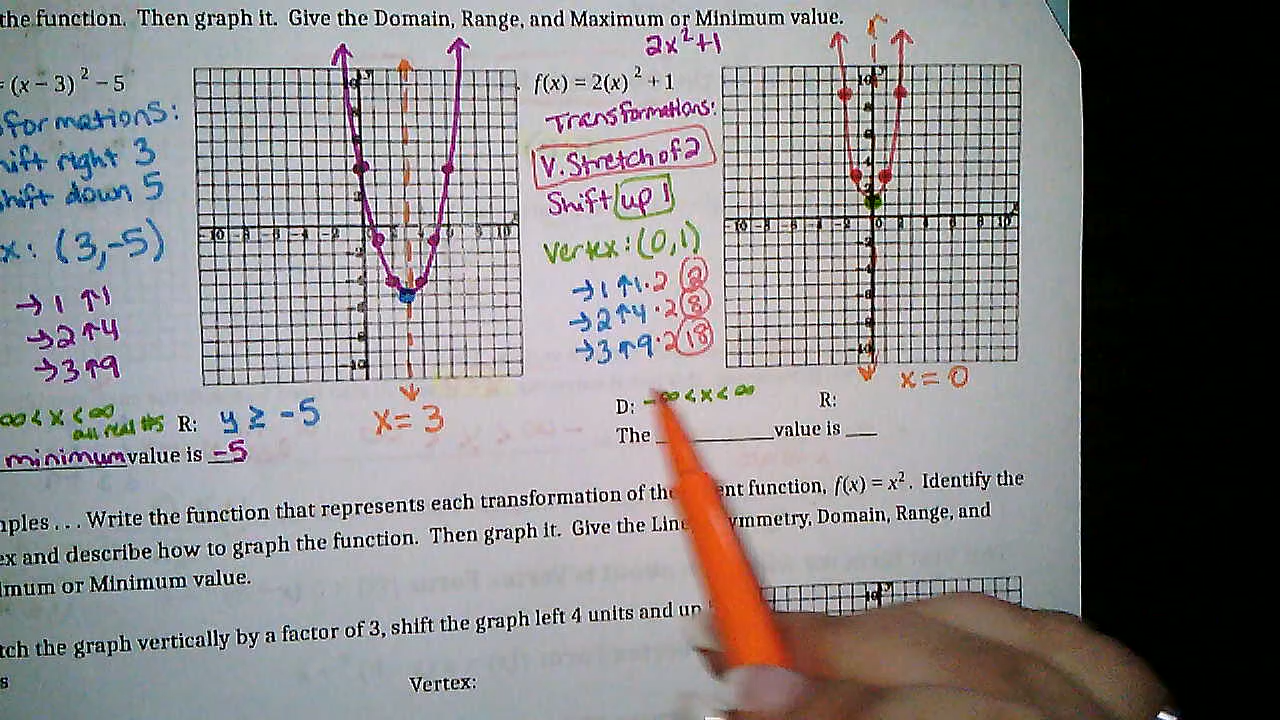 the function. Then graph it. Give the Domain, Range, and Maximum or Minimum value.
= (x – 3)² – 5
formations:
hift right 3
hift down 5
x: (3,-5)
→1 ↑1
→2 ↑4
→3 ↑9
∞ < x < ∞
all real #s
R: y ≥ -5
x = 3
minimum value is -5
2x²+1
f(x) = 2(x)² + 1
Transformations:
V. Stretch of 2
Shift up 1
Vertex: (0,1)
→1 ↑1·2 2
→2 ↑4·2 8
→3 ↑9·2 18
x = 0
D: -∞ < x < ∞ R:
The ____ value is ___
mples . . . Write the function that represents each transformation of the ent function, f(x) = x². Identify the
ex and describe how to graph the function. Then graph it. Give the Line ymmetry, Domain, Range, and
imum or Minimum value.
tch the graph vertically by a factor of 3, shift the graph left 4 units and up
s
Vertex: